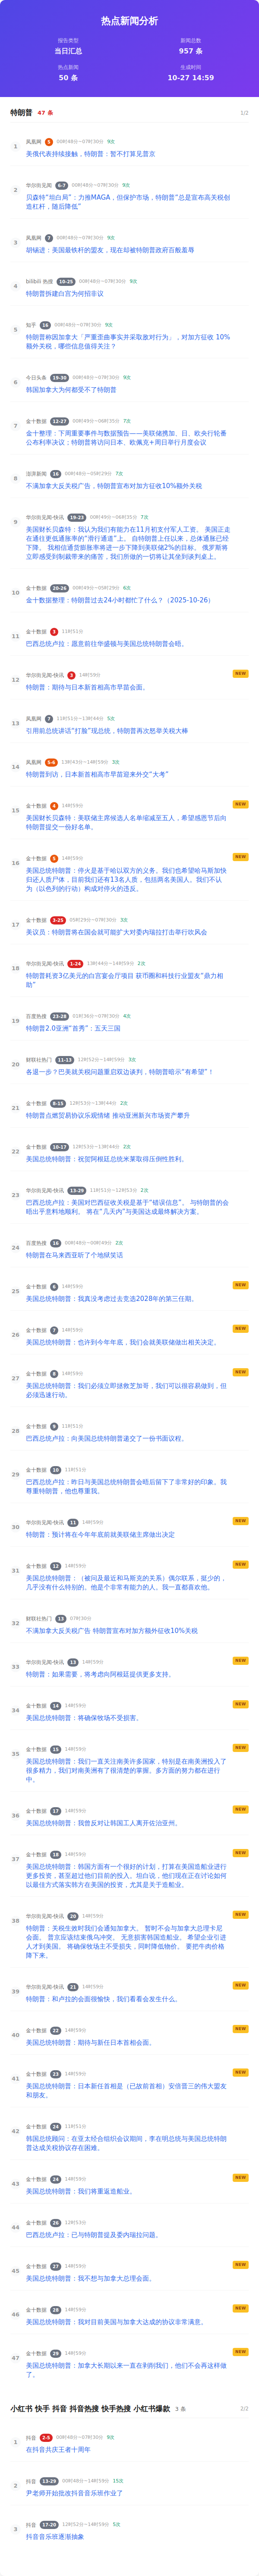 热点新闻分析
报告类型
新闻总数
当日汇总
957 条
热点新闻
生成时间
50 条
10-27 14:59
特朗普 47 条 1/2
1
凤凰网 5 00时48分~07时30分 9次
美俄代表持续接触，特朗普：暂不打算见普京
2
华尔街见闻 6-7 00时48分~07时30分 9次
贝森特“坦白局”：力推MAGA，但保护市场，特朗普“总是宣布高关税创
造杠杆，随后降低”
3
凤凰网 7 00时48分~07时30分 9次
胡锡进：美国最铁杆的盟友，现在却被特朗普政府百般羞辱
4
bilibili 热搜 10-25 00时48分~07时30分 9次
特朗普拆建白宫为何招非议
5
知乎 16 00时48分~07时30分 9次
特朗普称因加拿大「严重歪曲事实并采取敌对行为」，对加方征收 10%
额外关税，哪些信息值得关注？
6
今日头条 19-30 00时48分~07时30分 9次
韩国加拿大为何都受不了特朗普
7
金十数据 12-27 00时49分~06时35分 7次
金十整理：下周重要事件与数据预告——美联储携加、日、欧央行轮番
公布利率决议；特朗普将访问日本、欧佩克+周日举行月度会议
8
澎湃新闻 16 00时48分~05时29分 7次
不满加拿大反关税广告，特朗普宣布对加方征收10%额外关税
9
华尔街见闻-快讯 19-23 00时49分~06时35分 7次
美国财长贝森特：我认为我们有能力在11月初支付军人工资。 美国正走
在通往更低通胀率的“滑行通道”上。 自特朗普上任以来，总体通胀已经
下降。 我相信通货膨胀率将进一步下降到美联储2%的目标。 俄罗斯将
立即感受到制裁带来的痛苦，我们所做的一切将让其坐到谈判桌上。
10
金十数据 20-26 00时49分~05时29分 6次
金十数据整理：特朗普过去24小时都忙了什么？（2025-10-26）
11
金十数据 3 11时51分
巴西总统卢拉：愿意前往华盛顿与美国总统特朗普会晤。
12
华尔街见闻-快讯 3 14时59分
NEW
特朗普：期待与日本新首相高市早苗会面。
13
凤凰网 7 11时51分~13时44分 5次
引用前总统讲话“打脸”现总统，特朗普再次怒举关税大棒
14
凤凰网 5-6 13时43分~14时59分 3次
特朗普到访，日本新首相高市早苗迎来外交“大考”
15
金十数据 4 14时59分
NEW
美国财长贝森特：美联储主席候选人名单缩减至五人，希望感恩节后向
特朗普提交一份好名单。
16
金十数据 5 14时59分
NEW
美国总统特朗普：停火是基于哈以双方的义务。我们也希望哈马斯加快
归还人质尸体，目前我们还有13名人质，包括两名美国人。我们不认
为（以色列的行动）构成对停火的违反。
17
金十数据 3-25 05时29分~07时30分 3次
美议员：特朗普将在国会就可能扩大对委内瑞拉打击举行吹风会
18
华尔街见闻-快讯 1-24 13时44分~14时59分 2次
特朗普耗资3亿美元的白宫宴会厅项目 获币圈和科技行业盟友“鼎力相
助”
19
百度热搜 23-28 01时36分~07时30分 4次
特朗普2.0亚洲“首秀”：五天三国
20
财联社热门 11-13 12时52分~14时59分 3次
各退一步？巴美就关税问题重启双边谈判，特朗普暗示“有希望”！
21
金十数据 8-15 12时53分~13时44分 2次
特朗普点燃贸易协议乐观情绪 推动亚洲新兴市场资产攀升
22
金十数据 10-17 12时53分~13时44分 2次
美国总统特朗普：祝贺阿根廷总统米莱取得压倒性胜利。
23
华尔街见闻-快讯 13-29 11时52分~12时53分 2次
巴西总统卢拉：美国对巴西征收关税是基于“错误信息”。 与特朗普的会
晤出乎意料地顺利。 将在“几天内”与美国达成最终解决方案。
24
百度热搜 16 00时48分~00时49分 2次
特朗普在马来西亚听了个地狱笑话
25
金十数据 6 14时59分
NEW
美国总统特朗普：我真没考虑过去竞选2028年的第三任期。
26
金十数据 7 14时59分
NEW
美国总统特朗普：也许到今年年底，我们会就美联储做出相关决定。
27
金十数据 8 14时59分
NEW
美国总统特朗普：我们必须立即拯救芝加哥，我们可以很容易做到，但
必须迅速行动。
28
金十数据 9 11时51分
巴西总统卢拉：向美国总统特朗普递交了一份书面议程。
29
金十数据 10 11时51分
巴西总统卢拉：昨日与美国总统特朗普会晤后留下了非常好的印象。我
尊重特朗普，他也尊重我。
30
华尔街见闻-快讯 11 14时59分
NEW
特朗普：预计将在今年年底前就美联储主席做出决定
31
金十数据 12 14时59分
NEW
美国总统特朗普：（被问及最近和马斯克的关系）偶尔联系，挺少的，
几乎没有什么特别的。他是个非常有能力的人。我一直都喜欢他。
32
财联社热门 13 07时30分
不满加拿大反关税广告 特朗普宣布对加方额外征收10%关税
33
华尔街见闻-快讯 13 14时59分
NEW
特朗普：如果需要，将考虑向阿根廷提供更多支持。
34
金十数据 14 14时59分
NEW
美国总统特朗普：将确保牧场不受损害。
35
金十数据 15 14时59分
NEW
美国总统特朗普：我们一直关注南美许多国家，特别是在南美洲投入了
很多精力，我们对南美洲有了很清楚的掌握。多方面的努力都在进行
中。
36
金十数据 17 14时59分
NEW
美国总统特朗普：我曾反对让韩国工人离开佐治亚州。
37
金十数据 18 14时59分
NEW
美国总统特朗普：韩国方面有一个很好的计划，打算在美国造船业进行
更多投资，甚至超过他们目前的投入。坦白说，他们现在正在讨论如何
以最佳方式落实韩方在美国的投资，尤其是关于造船业。
38
华尔街见闻-快讯 20 14时59分
NEW
特朗普：关税生效时我们会通知加拿大。 暂时不会与加拿大总理卡尼
会面。 普京应该结束俄乌冲突。 无意损害韩国造船业。 希望企业引进
人才到美国。 将确保牧场主不受损失，同时降低物价。 要把牛肉价格
降下来。
39
华尔街见闻-快讯 21 14时59分
NEW
特朗普：和卢拉的会面很愉快，我们看看会发生什么。
40
金十数据 22 14时59分
NEW
美国总统特朗普：期待与新任日本首相会面。
41
金十数据 23 14时59分
NEW
美国总统特朗普：日本新任首相是（已故前首相）安倍晋三的伟大盟友
和朋友。
42
金十数据 24 11时51分
韩国总统顾问：在亚太经合组织会议期间，李在明总统与美国总统特朗
普达成关税协议存在困难。
43
金十数据 24 14时59分
NEW
美国总统特朗普：我们将重返造船业。
44
金十数据 26 12时53分
巴西总统卢拉：已与特朗普提及委内瑞拉问题。
45
金十数据 27 14时59分
NEW
美国总统特朗普：我不想与加拿大总理会面。
46
金十数据 28 14时59分
NEW
美国总统特朗普：我对目前美国与加拿大达成的协议非常满意。
47
金十数据 29 14时59分
NEW
美国总统特朗普：加拿大长期以来一直在剥削我们，他们不会再这样做
了。
小红书 快手 抖音 抖音热搜 快手热搜 小红书爆款 3 条 2/2
1
抖音 2-5 00时48分~07时30分 9次
在抖音共庆王者十周年
2
抖音 13-29 00时48分~14时59分 15次
尹老师开始批改抖音音乐班作业了
3
抖音 17-20 12时52分~14时59分 5次
抖音音乐班逐渐抽象